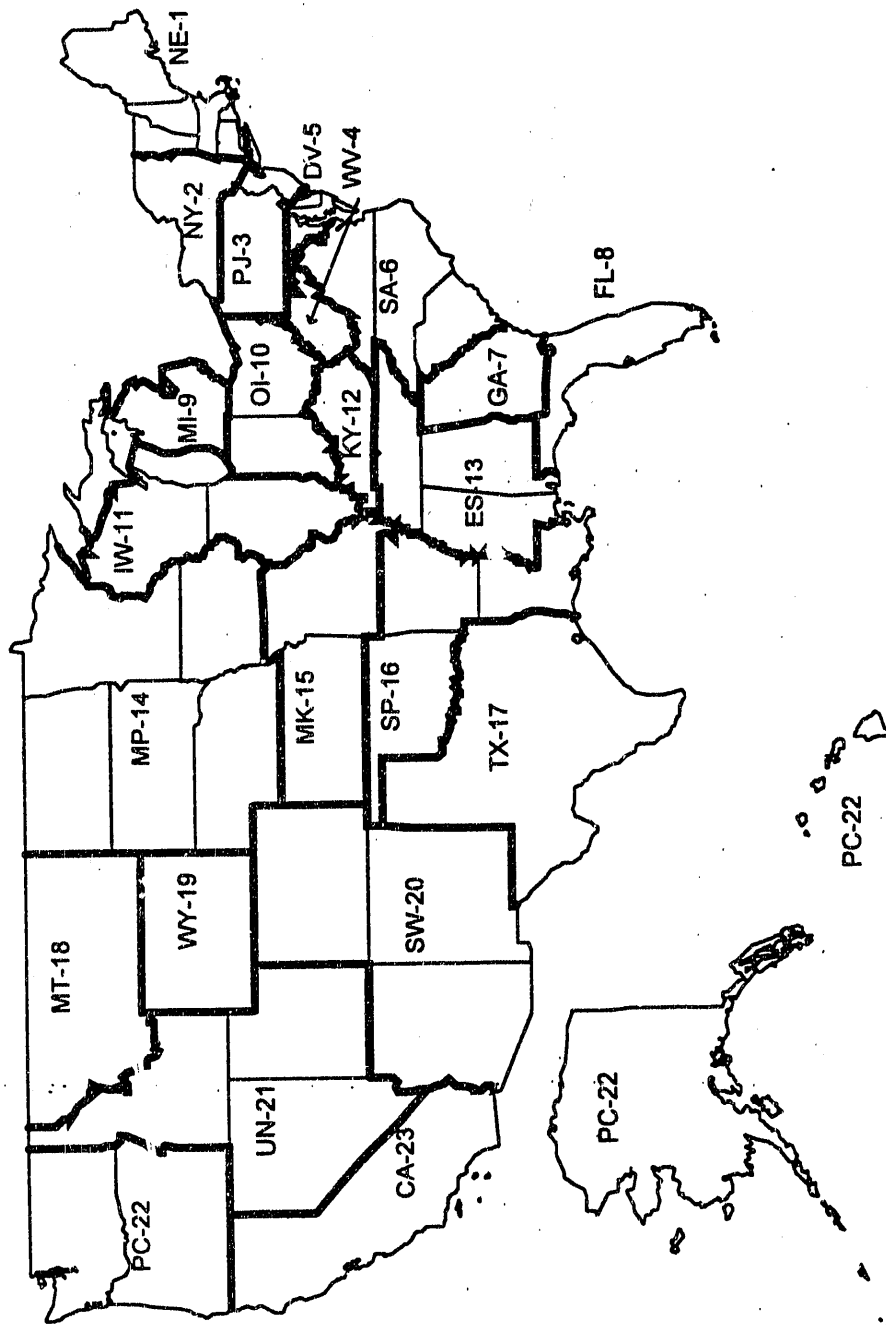 NE-1
NY-2
PJ-3
DV-5
WV-4
SA-6
GA-7
FL-8
MI-9
OI-10
IW-11
KY-12
ES-13
MP-14
MK-15
SP-16
TX-17
MT-18
WY-19
SW-20
UN-21
PC-22
CA-23
PC-22
PC-22